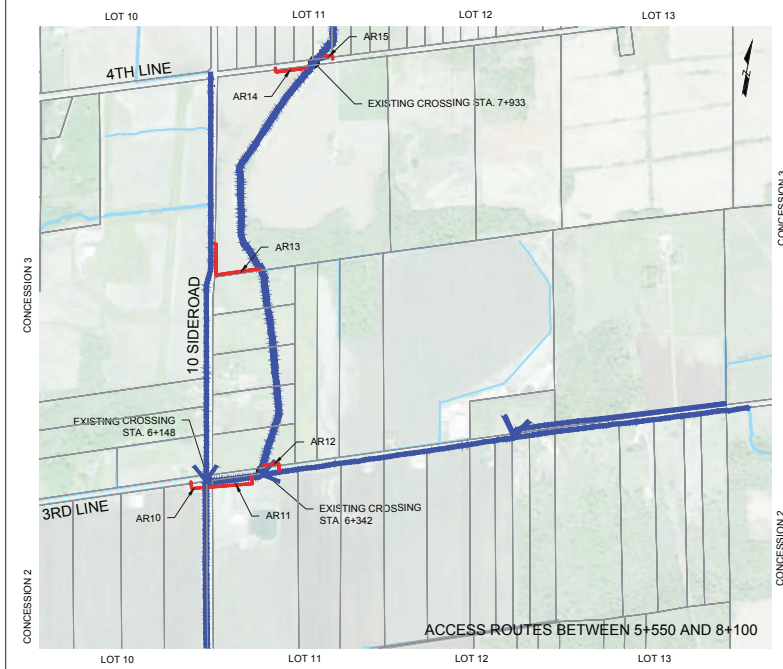 LOT 10
LOT 11
LOT 12
LOT 13
AR15
4TH LINE
AR14
EXISTING CROSSING STA. 7+933
N
CONCESSION 3
CONCESSION 3
AR13
10 SIDEROAD
EXISTING CROSSING
STA. 6+148
AR12
3RD LINE
AR10
AR11
EXISTING CROSSING
STA. 6+342
CONCESSION 2
CONCESSION 2
ACCESS ROUTES BETWEEN 5+550 AND 8+100
LOT 10
LOT 11
LOT 12
LOT 13